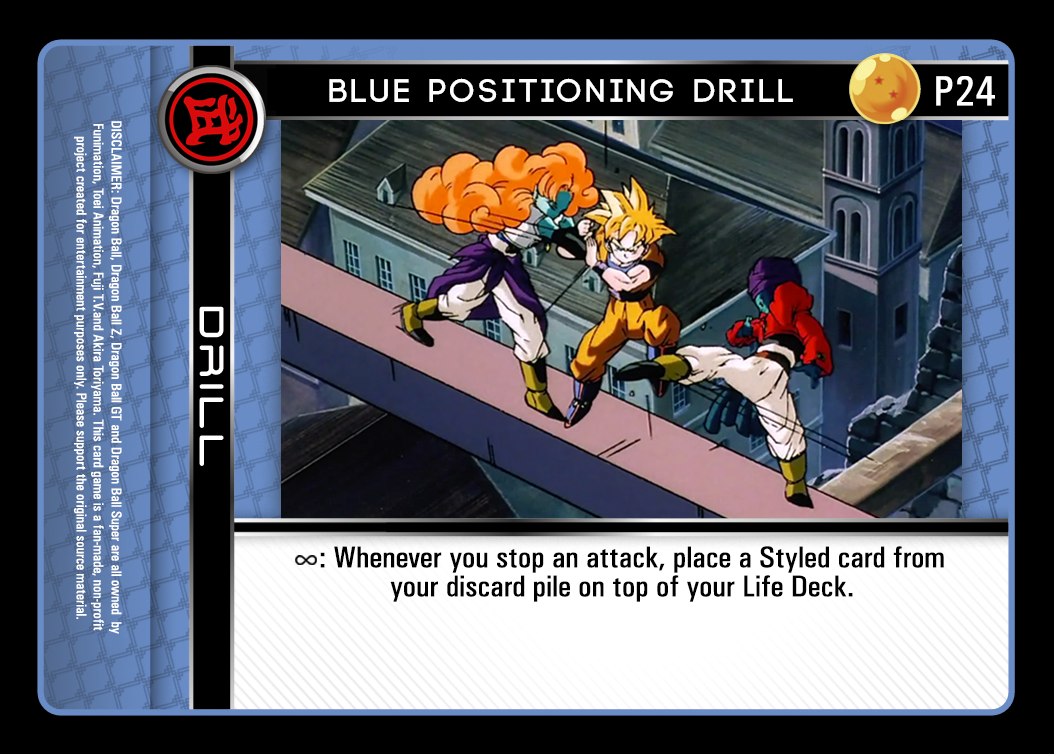 BLUE POSITIONING DRILL
P24
DRILL
∞: Whenever you stop an attack, place a Styled card from
your discard pile on top of your Life Deck.
DISCLAIMER: Dragon Ball, Dragon Ball Z, Dragon Ball GT and Dragon Ball Super are all owned by
Funimation, Toei Animation, Fuji T.V.and Akira Toriyama. This card game is a fan-made, non-profit
project created for entertainment purposes only. Please support the original source material.